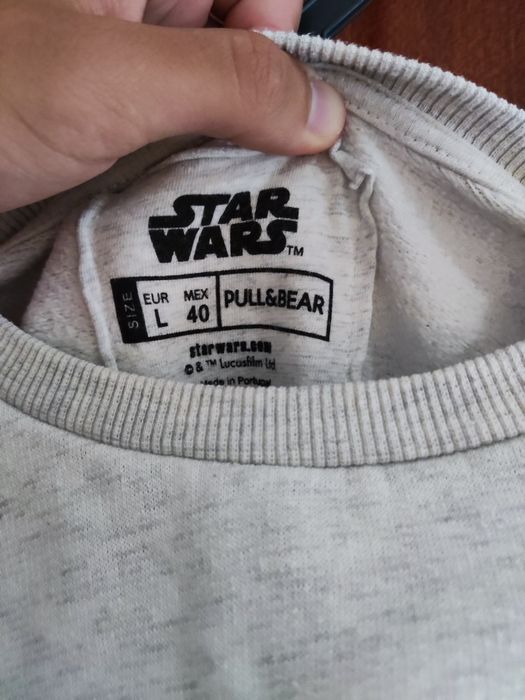 STAR
WARS™
SIZE
EUR MEX
L 40
PULL&BEAR
starwars.com
© & ™ Lucasfilm Ltd
Made in Portugal